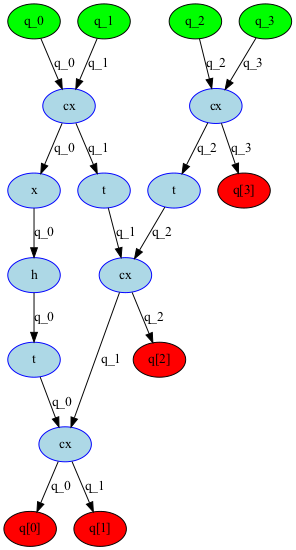 q_0 q_1 q_2 q_3
q_0 q_1 q_2 q_3
cx cx
q_0 q_1 q_2 q_3
x t t q[3]
q_0 q_1 q_2
h cx
q_0 q_1 q_2
t q[2]
q_0
cx
q_0 q_1
q[0] q[1]